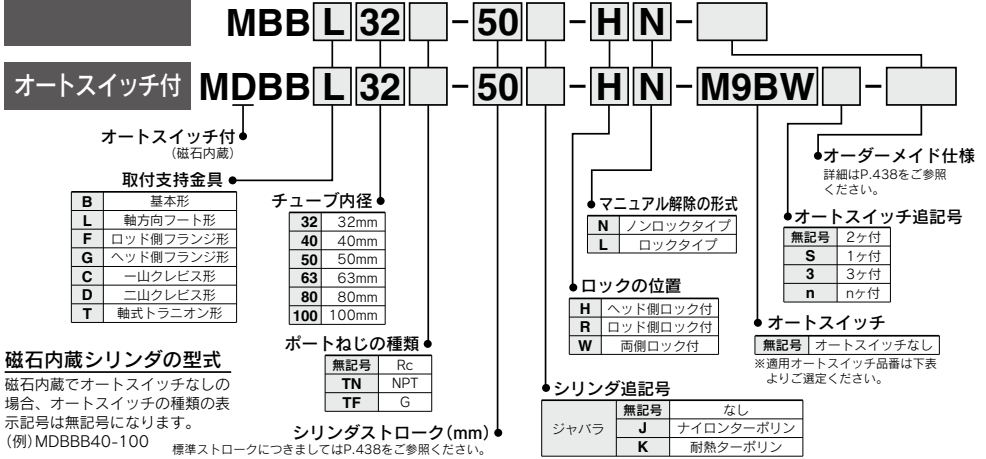 MBB L 32 - 50 - H N -
オートスイッチ付 MDBB L 32 - 50 - H N - M9BW -
オートスイッチ付
(磁石内蔵)
取付支持金具
B 基本形
L 軸方向フート形
F ロッド側フランジ形
G ヘッド側フランジ形
C 一山クレビス形
D 二山クレビス形
T 軸式トラニオン形
磁石内蔵シリンダの型式
磁石内蔵でオートスイッチなしの
場合、オートスイッチの種類の表
示記号は無記号になります。
(例)MDBBB40-100
チューブ内径
32 32mm
40 40mm
50 50mm
63 63mm
80 80mm
100 100mm
ポートねじの種類
無記号 Rc
TN NPT
TF G
シリンダストローク(mm)
標準ストロークにつきましてはP.438をご参照ください。
シリンダ追記号
ジャバラ
無記号 なし
J ナイロンターポリン
K 耐熱ターポリン
ロックの位置
H ヘッド側ロック付
R ロッド側ロック付
W 両側ロック付
マニュアル解除の形式
N ノンロックタイプ
L ロックタイプ
オートスイッチ
無記号 オートスイッチなし
※適用オートスイッチ品番は下表
よりご選定ください。
オートスイッチ追記号
無記号 2ヶ付
S 1ヶ付
3 3ヶ付
n nヶ付
オーダーメイド仕様
詳細はP.438をご参照
ください。